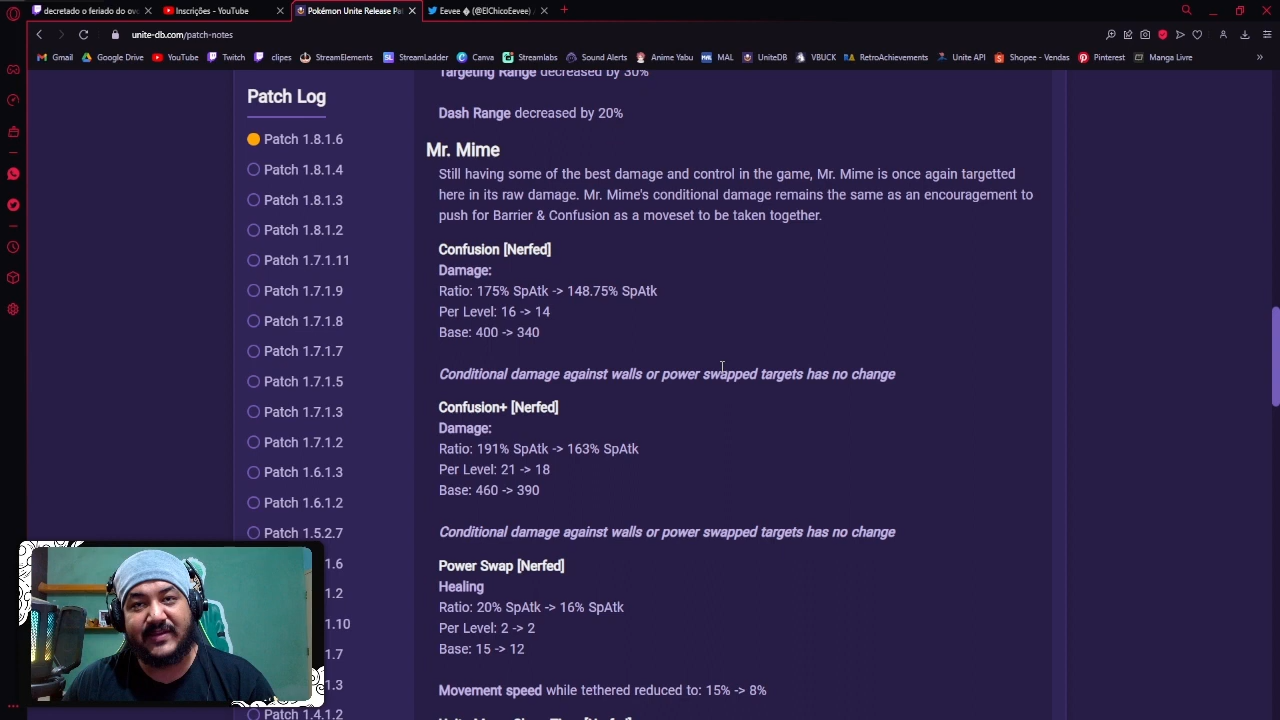 decretado o feriado do ovo
Inscrições - YouTube
Pokémon Unite Release Pa
Eevee ♦ (@ElChicoEevee)
unite-db.com/patch-notes
Gmail
Google Drive
YouTube
Twitch
clipes
StreamElements
StreamLadder
Canva
Streamlabs
Sound Alerts
Anime Yabu
MAL
UniteDB
VBUCK
RetroAchievements
Unite API
Shopee - Vendas
Pinterest
Manga Livre
Patch Log
Patch 1.8.1.6
Patch 1.8.1.4
Patch 1.8.1.3
Patch 1.8.1.2
Patch 1.7.1.11
Patch 1.7.1.9
Patch 1.7.1.8
Patch 1.7.1.7
Patch 1.7.1.5
Patch 1.7.1.3
Patch 1.7.1.2
Patch 1.6.1.3
Patch 1.6.1.2
Patch 1.5.2.7
.1.6
.1.2
.1.10
.1.7
.1.3
Patch 1.4.1.2
Targeting Range decreased by 30%
Dash Range decreased by 20%
Mr. Mime
Still having some of the best damage and control in the game, Mr. Mime is once again targetted
here in its raw damage. Mr. Mime's conditional damage remains the same as an encouragement to
push for Barrier & Confusion as a moveset to be taken together.
Confusion [Nerfed]
Damage:
Ratio: 175% SpAtk -> 148.75% SpAtk
Per Level: 16 -> 14
Base: 400 -> 340
Conditional damage against walls or power swapped targets has no change
Confusion+ [Nerfed]
Damage:
Ratio: 191% SpAtk -> 163% SpAtk
Per Level: 21 -> 18
Base: 460 -> 390
Conditional damage against walls or power swapped targets has no change
Power Swap [Nerfed]
Healing
Ratio: 20% SpAtk -> 16% SpAtk
Per Level: 2 -> 2
Base: 15 -> 12
Movement speed while tethered reduced to: 15% -> 8%